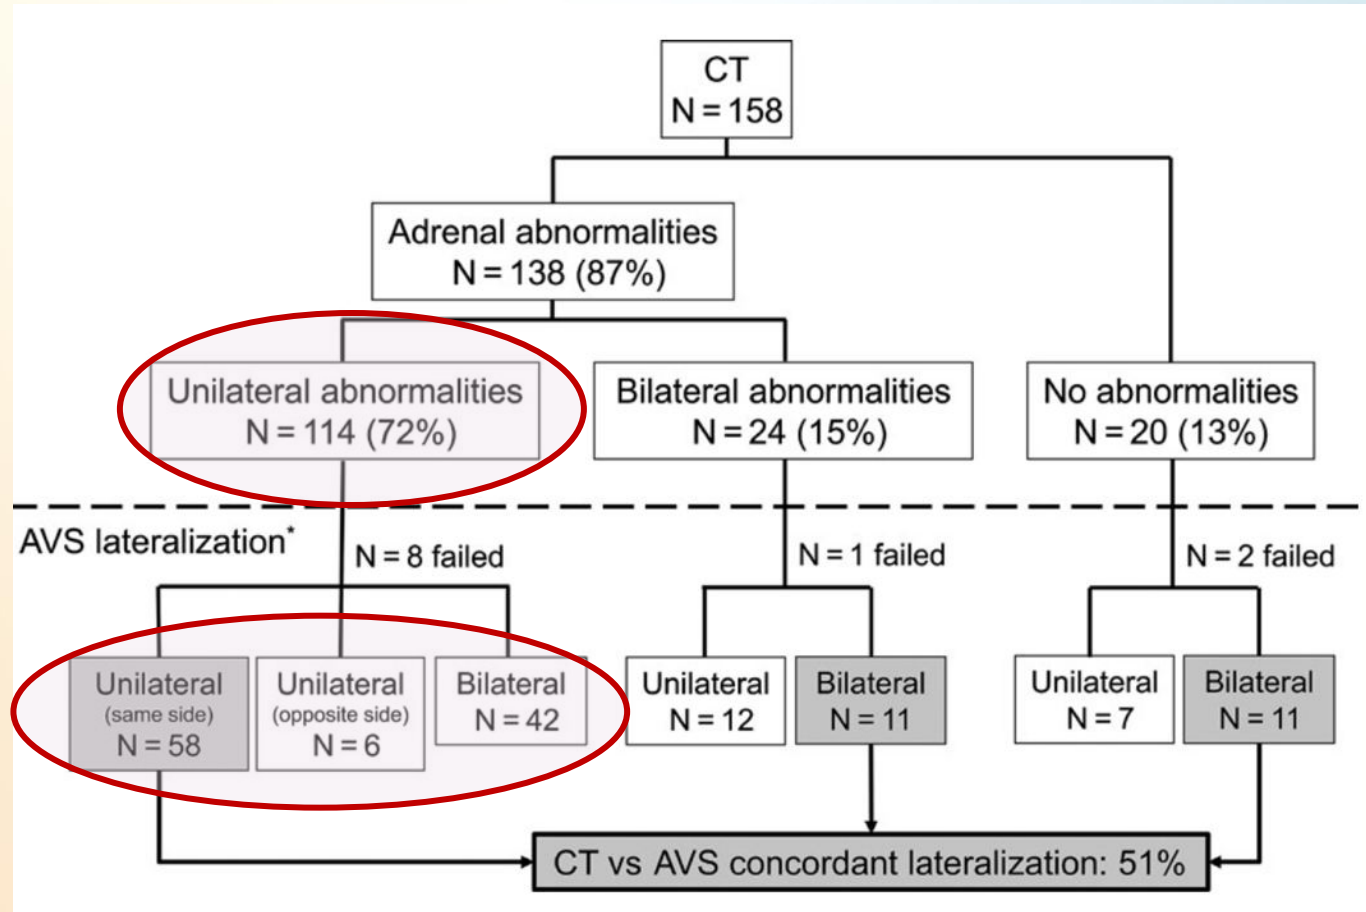 CT
N = 158
Adrenal abnormalities
N = 138 (87%)
Unilateral abnormalities
N = 114 (72%)
Bilateral abnormalities
N = 24 (15%)
No abnormalities
N = 20 (13%)
AVS lateralization*
N = 8 failed
N = 1 failed
N = 2 failed
Unilateral
(same side)
N = 58
Unilateral
(opposite side)
N = 6
Bilateral
N = 42
Unilateral
N = 12
Bilateral
N = 11
Unilateral
N = 7
Bilateral
N = 11
CT vs AVS concordant lateralization: 51%